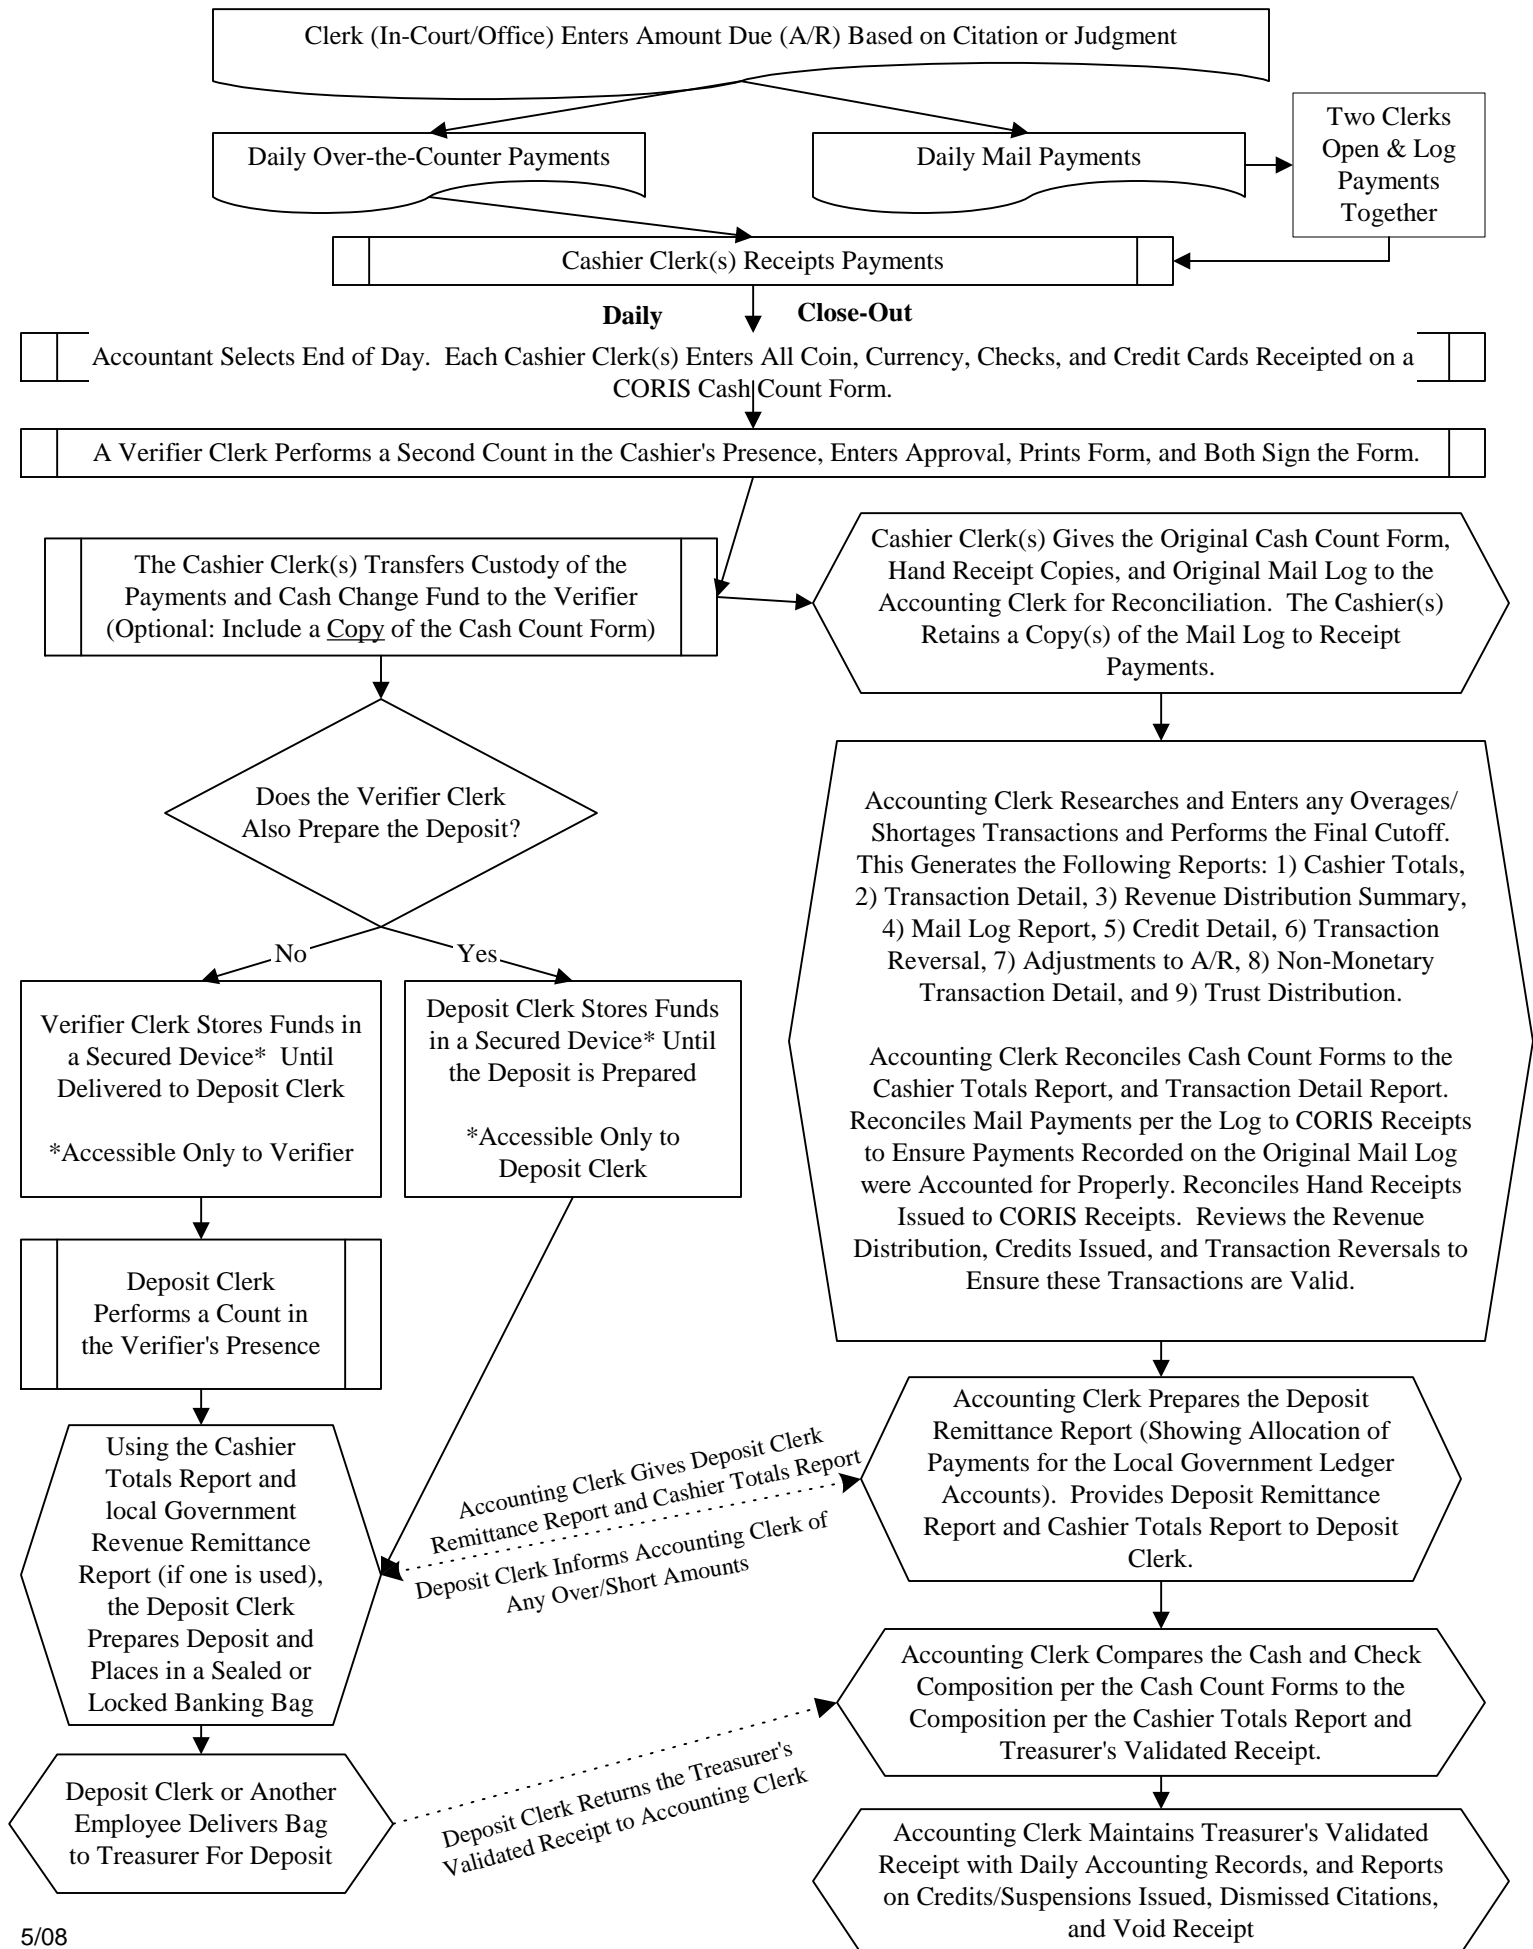 Clerk (In-Court/Office) Enters Amount Due (A/R) Based on Citation or Judgment
Daily Over-the-Counter Payments
Daily Mail Payments
Two Clerks
Open & Log
Payments
Together
Cashier Clerk(s) Receipts Payments
Daily Close-Out
Accountant Selects End of Day.  Each Cashier Clerk(s) Enters All Coin, Currency, Checks, and Credit Cards Receipted on a
CORIS Cash Count Form.
A Verifier Clerk Performs a Second Count in the Cashier's Presence, Enters Approval, Prints Form, and Both Sign the Form.
The Cashier Clerk(s) Transfers Custody of the
Payments and Cash Change Fund to the Verifier
(Optional: Include a Copy of the Cash Count Form)
Cashier Clerk(s) Gives the Original Cash Count Form,
Hand Receipt Copies, and Original Mail Log to the
Accounting Clerk for Reconciliation.  The Cashier(s)
Retains a Copy(s) of the Mail Log to Receipt
Payments.
Does the Verifier Clerk
Also Prepare the Deposit?
No
Yes
Verifier Clerk Stores Funds in
a Secured Device*  Until
Delivered to Deposit Clerk
*Accessible Only to Verifier
Deposit Clerk Stores Funds
in a Secured Device* Until
the Deposit is Prepared
*Accessible Only to
Deposit Clerk
Accounting Clerk Researches and Enters any Overages/
Shortages Transactions and Performs the Final Cutoff.
This Generates the Following Reports: 1) Cashier Totals,
2) Transaction Detail, 3) Revenue Distribution Summary,
4) Mail Log Report, 5) Credit Detail, 6) Transaction
Reversal, 7) Adjustments to A/R, 8) Non-Monetary
Transaction Detail, and 9) Trust Distribution.
Accounting Clerk Reconciles Cash Count Forms to the
Cashier Totals Report, and Transaction Detail Report.
Reconciles Mail Payments per the Log to CORIS Receipts
to Ensure Payments Recorded on the Original Mail Log
were Accounted for Properly. Reconciles Hand Receipts
Issued to CORIS Receipts.  Reviews the Revenue
Distribution, Credits Issued, and Transaction Reversals to
Ensure these Transactions are Valid.
Deposit Clerk
Performs a Count in
the Verifier's Presence
Using the Cashier
Totals Report and
local Government
Revenue Remittance
Report (if one is used),
the Deposit Clerk
Prepares Deposit and
Places in a Sealed or
Locked Banking Bag
Accounting Clerk Gives Deposit Clerk
Remittance Report and Cashier Totals Report
Deposit Clerk Informs Accounting Clerk of
Any Over/Short Amounts
Accounting Clerk Prepares the Deposit
Remittance Report (Showing Allocation of
Payments for the Local Government Ledger
Accounts).  Provides Deposit Remittance
Report and Cashier Totals Report to Deposit
Clerk.
Accounting Clerk Compares the Cash and Check
Composition per the Cash Count Forms to the
Composition per the Cashier Totals Report and
Treasurer's Validated Receipt.
Deposit Clerk or Another
Employee Delivers Bag
to Treasurer For Deposit
Deposit Clerk Returns the Treasurer's
Validated Receipt to Accounting Clerk
Accounting Clerk Maintains Treasurer's Validated
Receipt with Daily Accounting Records, and Reports
on Credits/Suspensions Issued, Dismissed Citations,
and Void Receipt
5/08